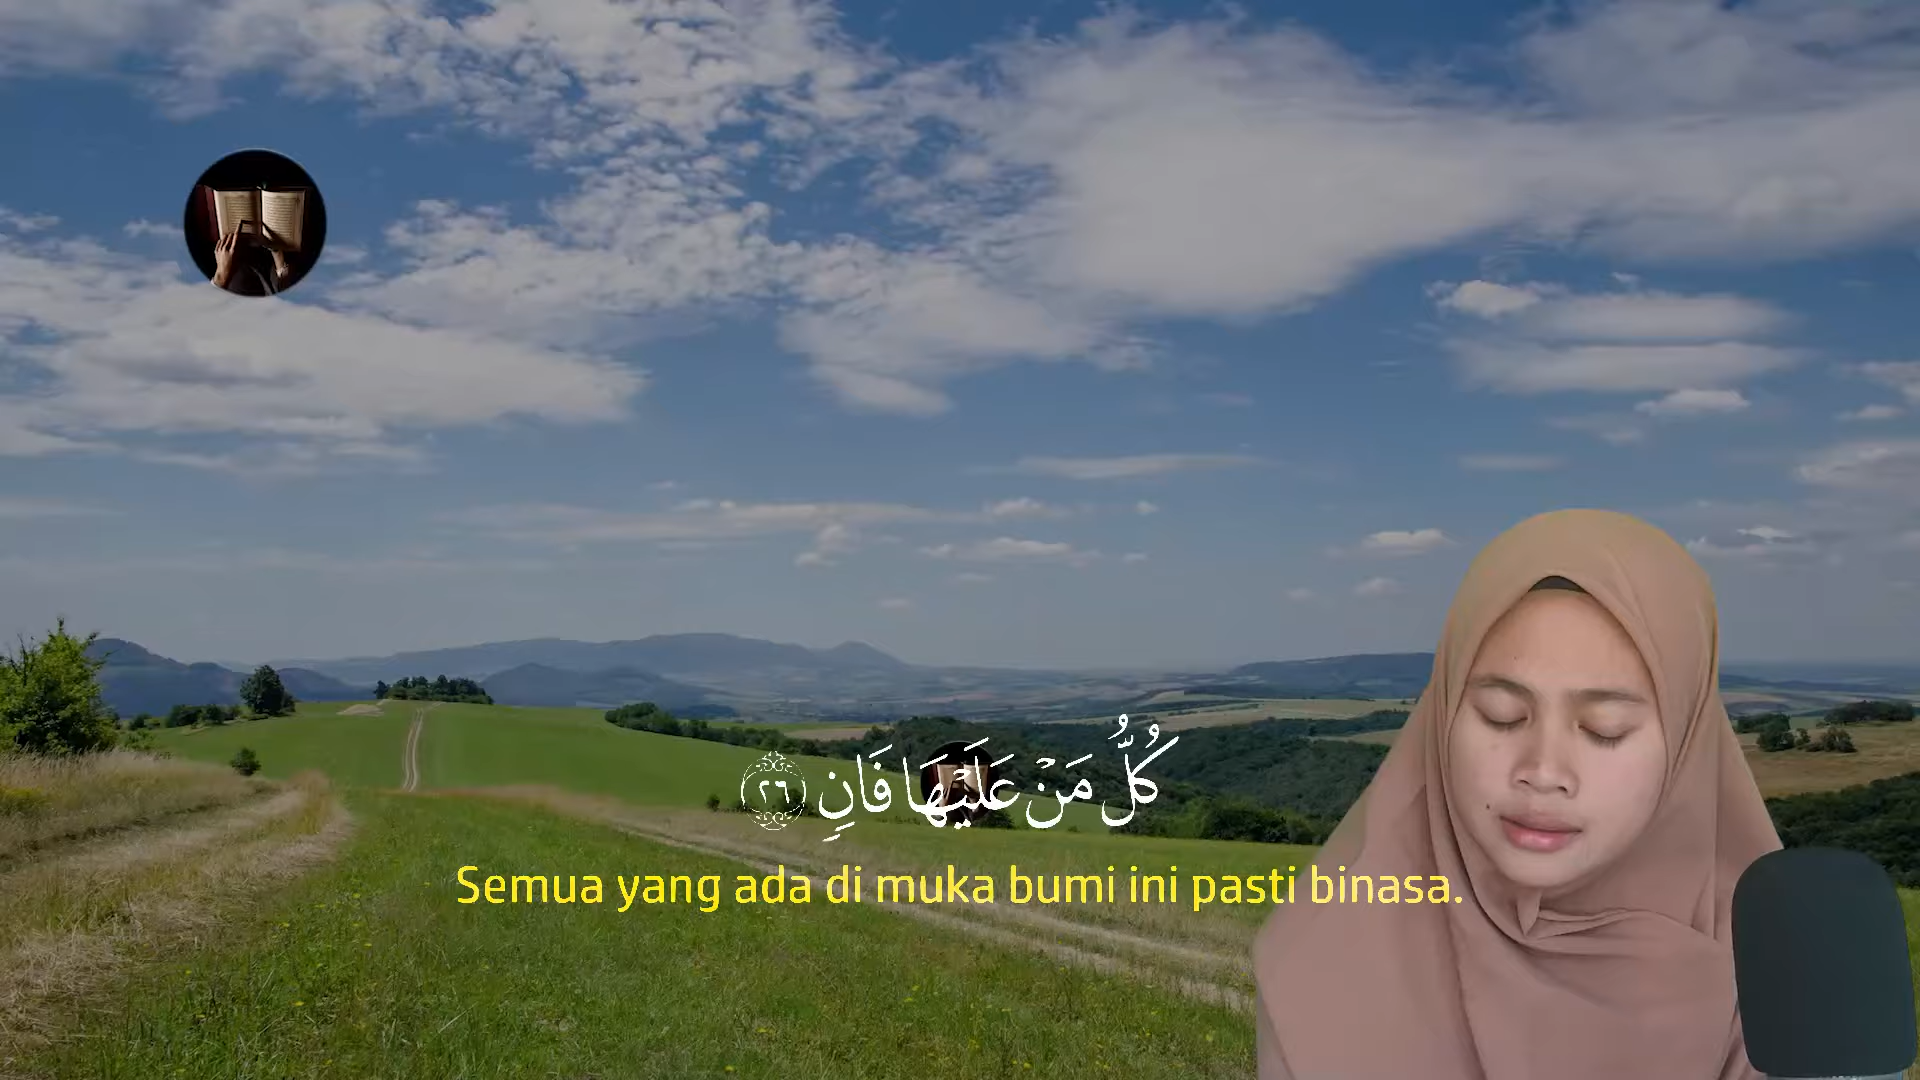 كُلُّ مَنْ عَلَيْهَا فَانٍ ٢٦
Semua yang ada di muka bumi ini pasti binasa.